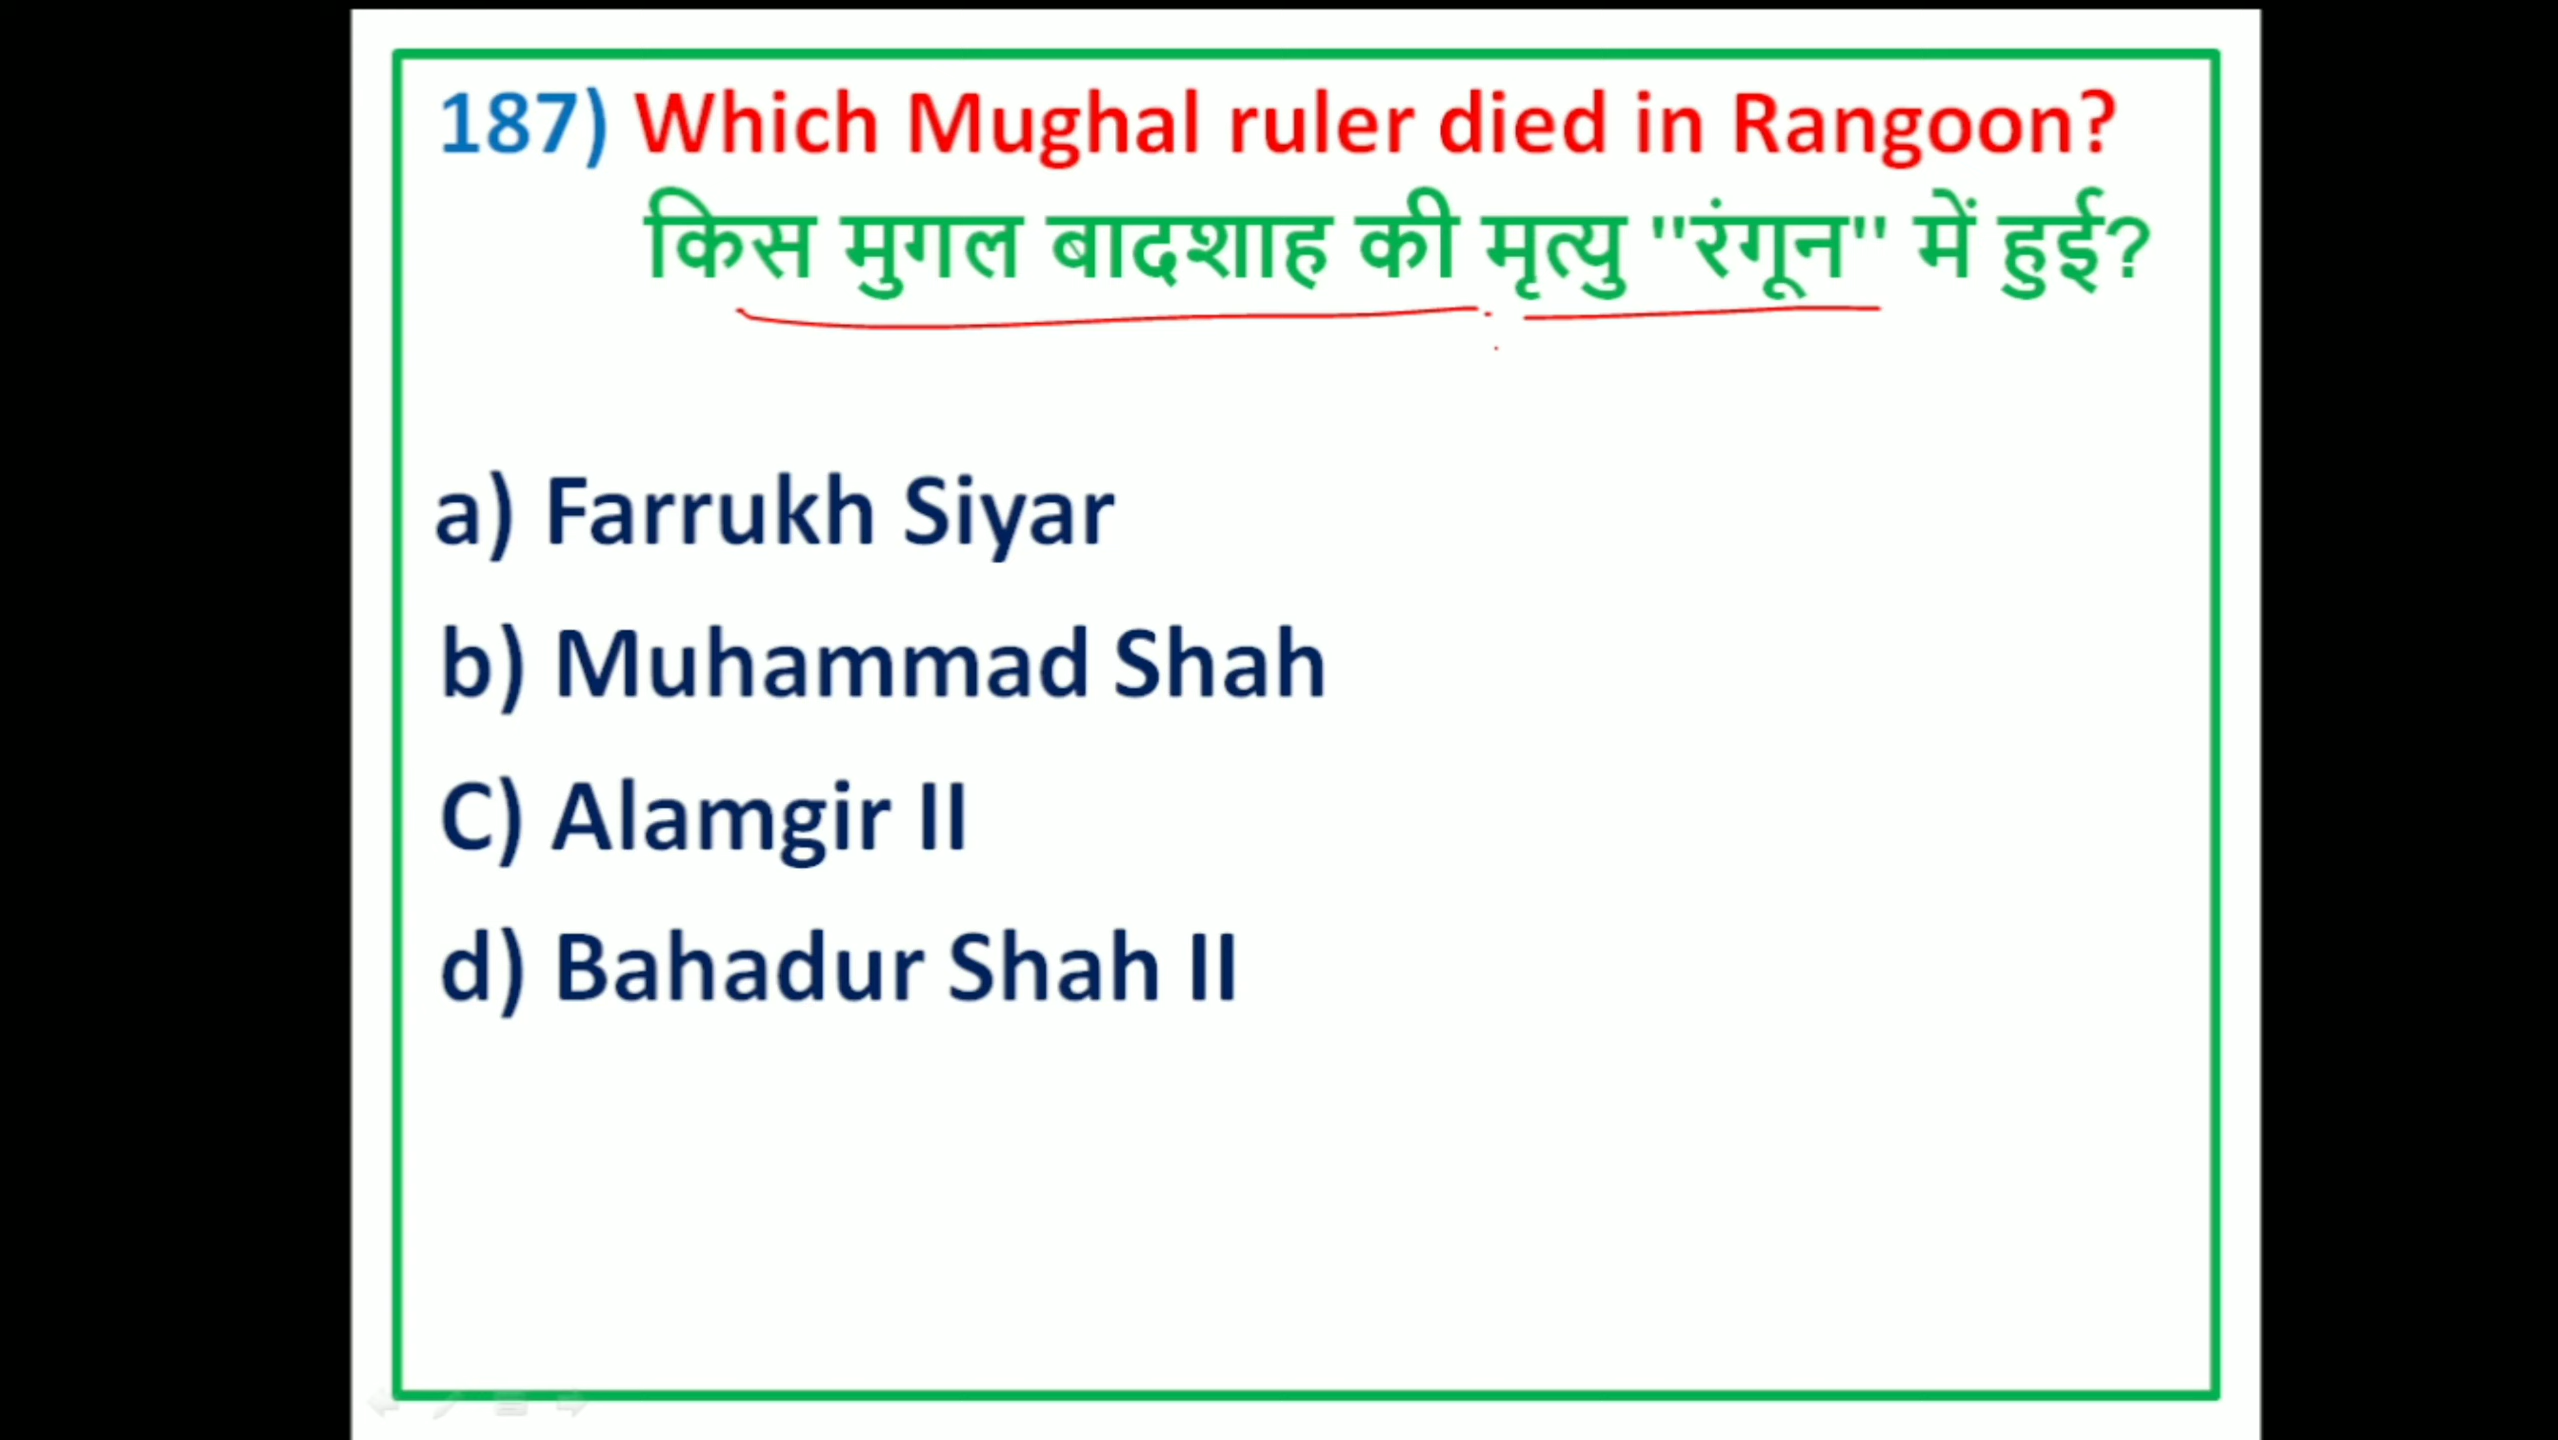 187) Which Mughal ruler died in Rangoon?
किस मुगल बादशाह की मृत्यु "रंगून" में हुई?
a) Farrukh Siyar
b) Muhammad Shah
C) Alamgir II
d) Bahadur Shah II